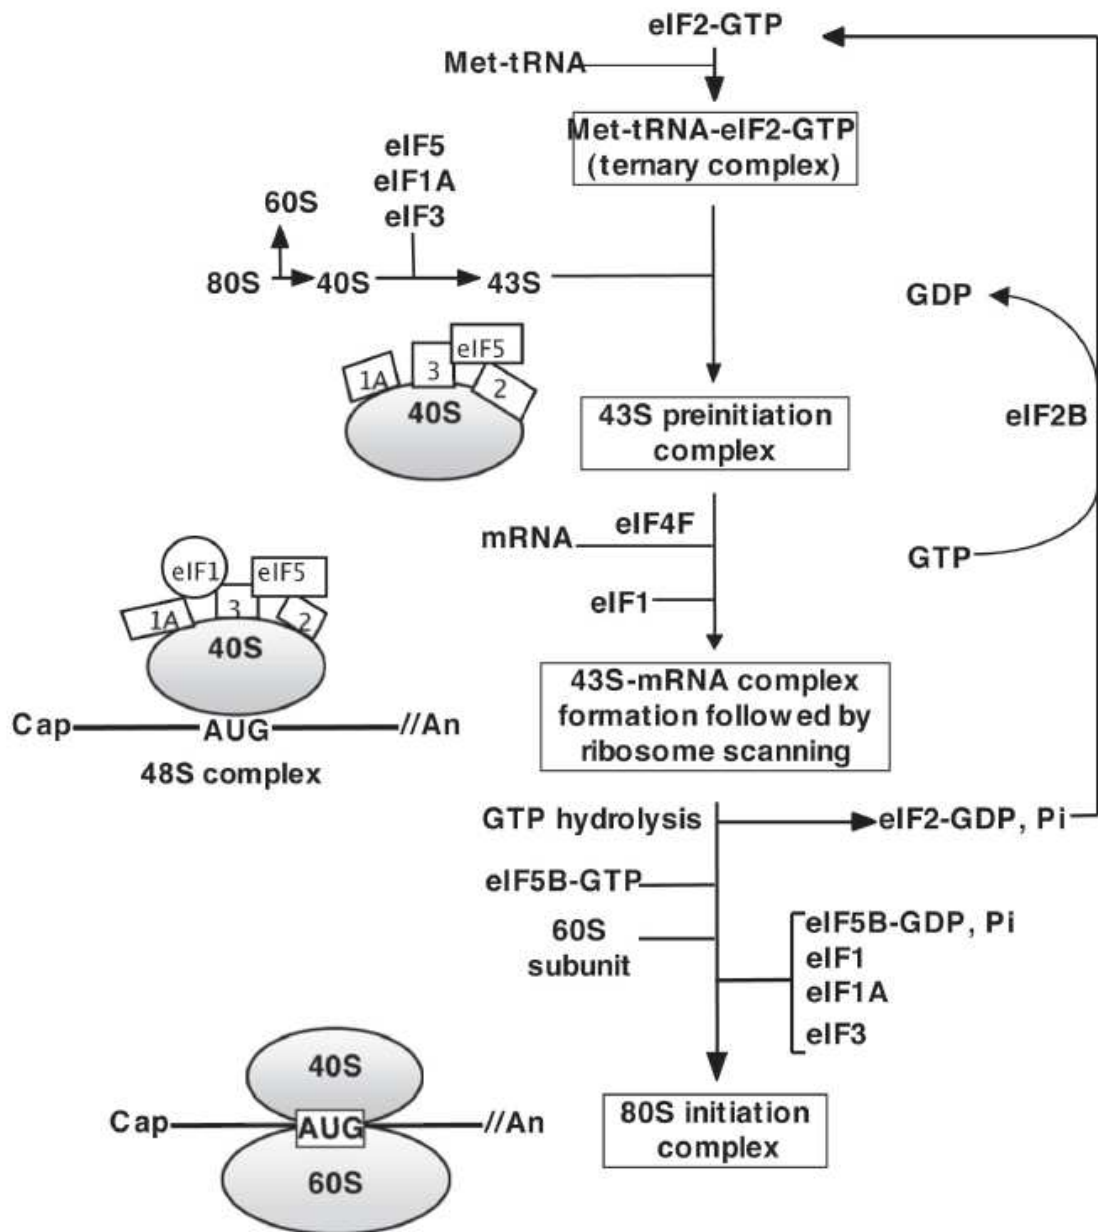 eIF2-GTP
Met-tRNA
Met-tRNA-eIF2-GTP
(ternary complex)
eIF5
eIF1A
eIF3
60S
80S
40S
43S
GDP
eIF2B
GTP
1A
3
eIF5
2
40S
43S preinitiation
complex
mRNA
eIF4F
eIF1
eIF1
eIF5
1A
3
2
40S
Cap
AUG
//An
48S complex
43S-mRNA complex
formation followed by
ribosome scanning
GTP hydrolysis
eIF2-GDP, Pi
eIF5B-GTP
60S
subunit
eIF5B-GDP, Pi
eIF1
eIF1A
eIF3
40S
Cap
AUG
//An
60S
80S initiation
complex